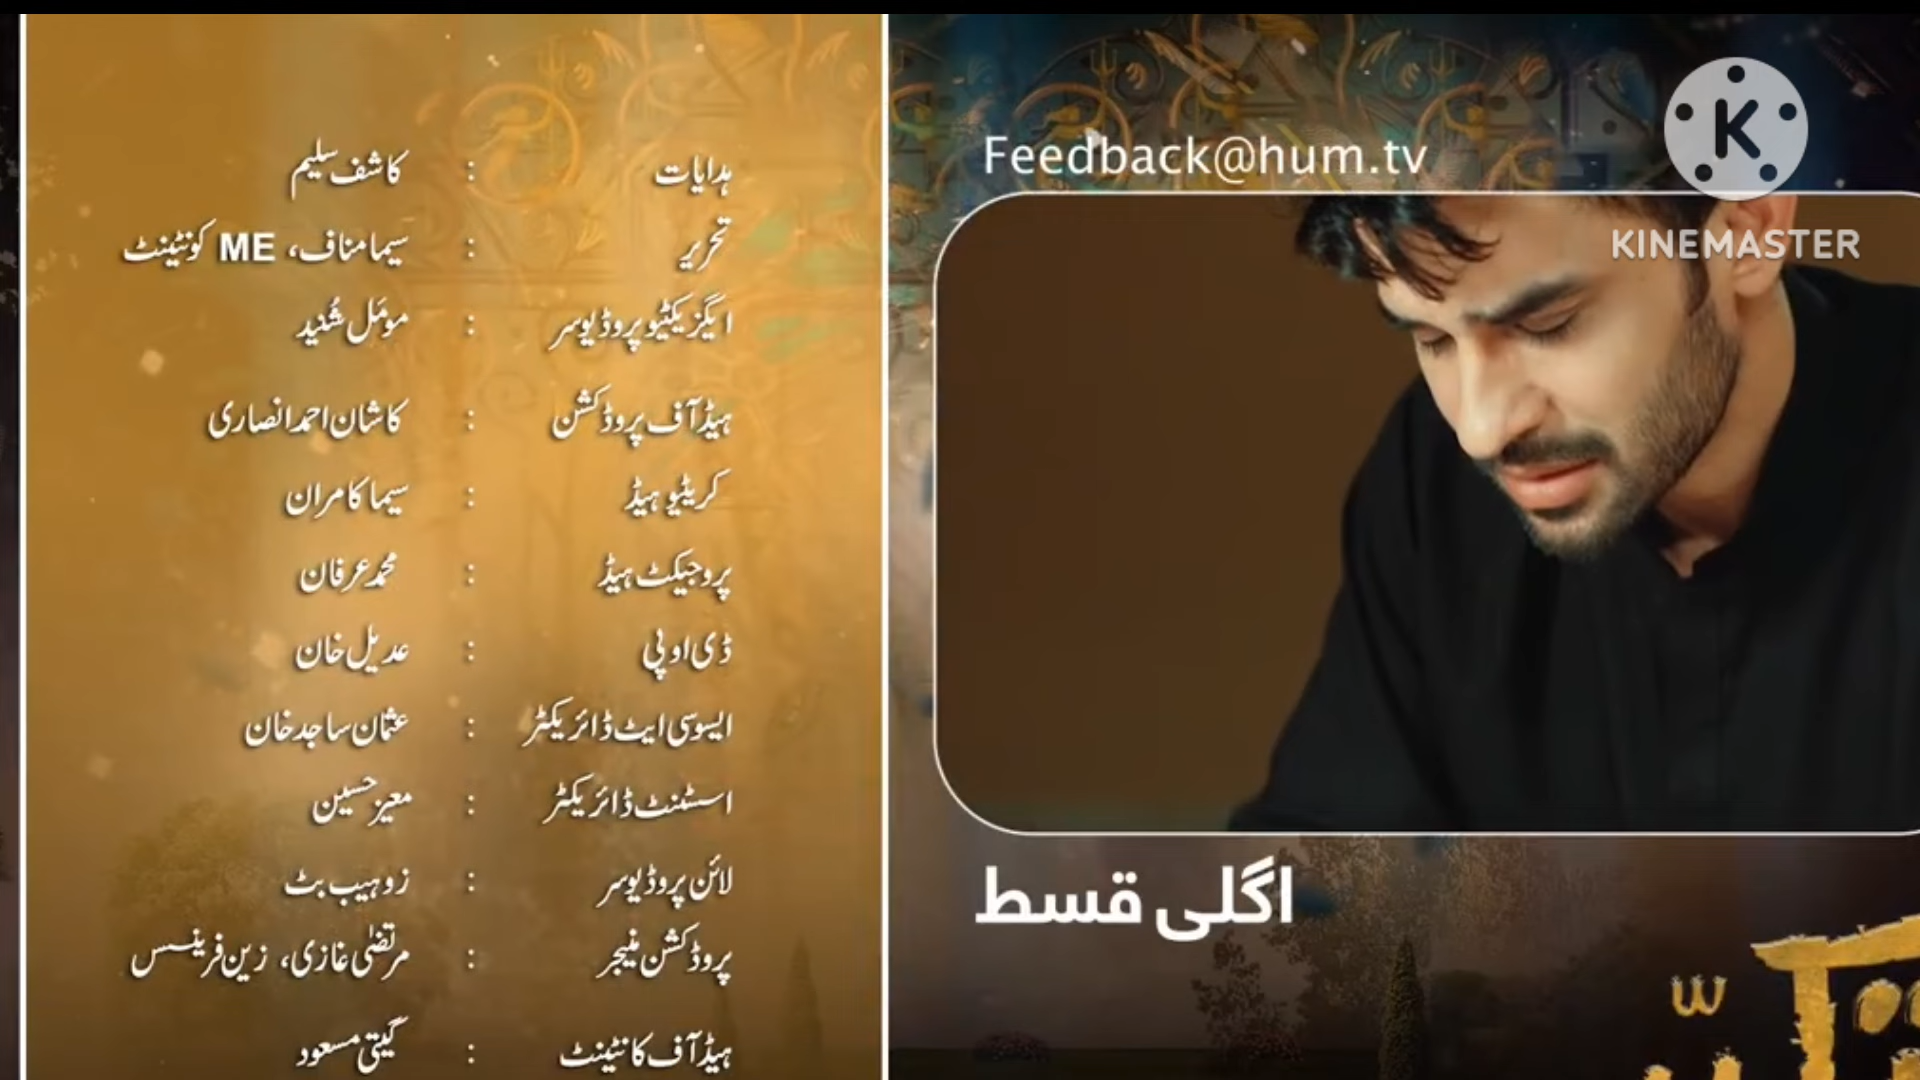 ہدایات : کاشف سلیم
تحریر : سیما مناف، ME کونٹینٹ
ایگزیکٹیو پروڈیوسر : مومل شنید
ہیڈ آف پروڈکشن : کاشان احمد انصاری
کریٹیو ہیڈ : سیما کامران
پروجیکٹ ہیڈ : محمد عرفان
ڈی او پی : عدیل خان
ایسوسی ایٹ ڈائریکٹر : عثمان ساجد خان
اسسٹنٹ ڈائریکٹر : معیز حسین
لائن پروڈیوسر : زوہیب بٹ
پروڈکشن منیجر : مرتضیٰ غازی، زین فرینسس
ہیڈ آف کانٹینٹ : گیتی مسعود
Feedback@hum.tv
K
KINEMASTER
اگلی قسط